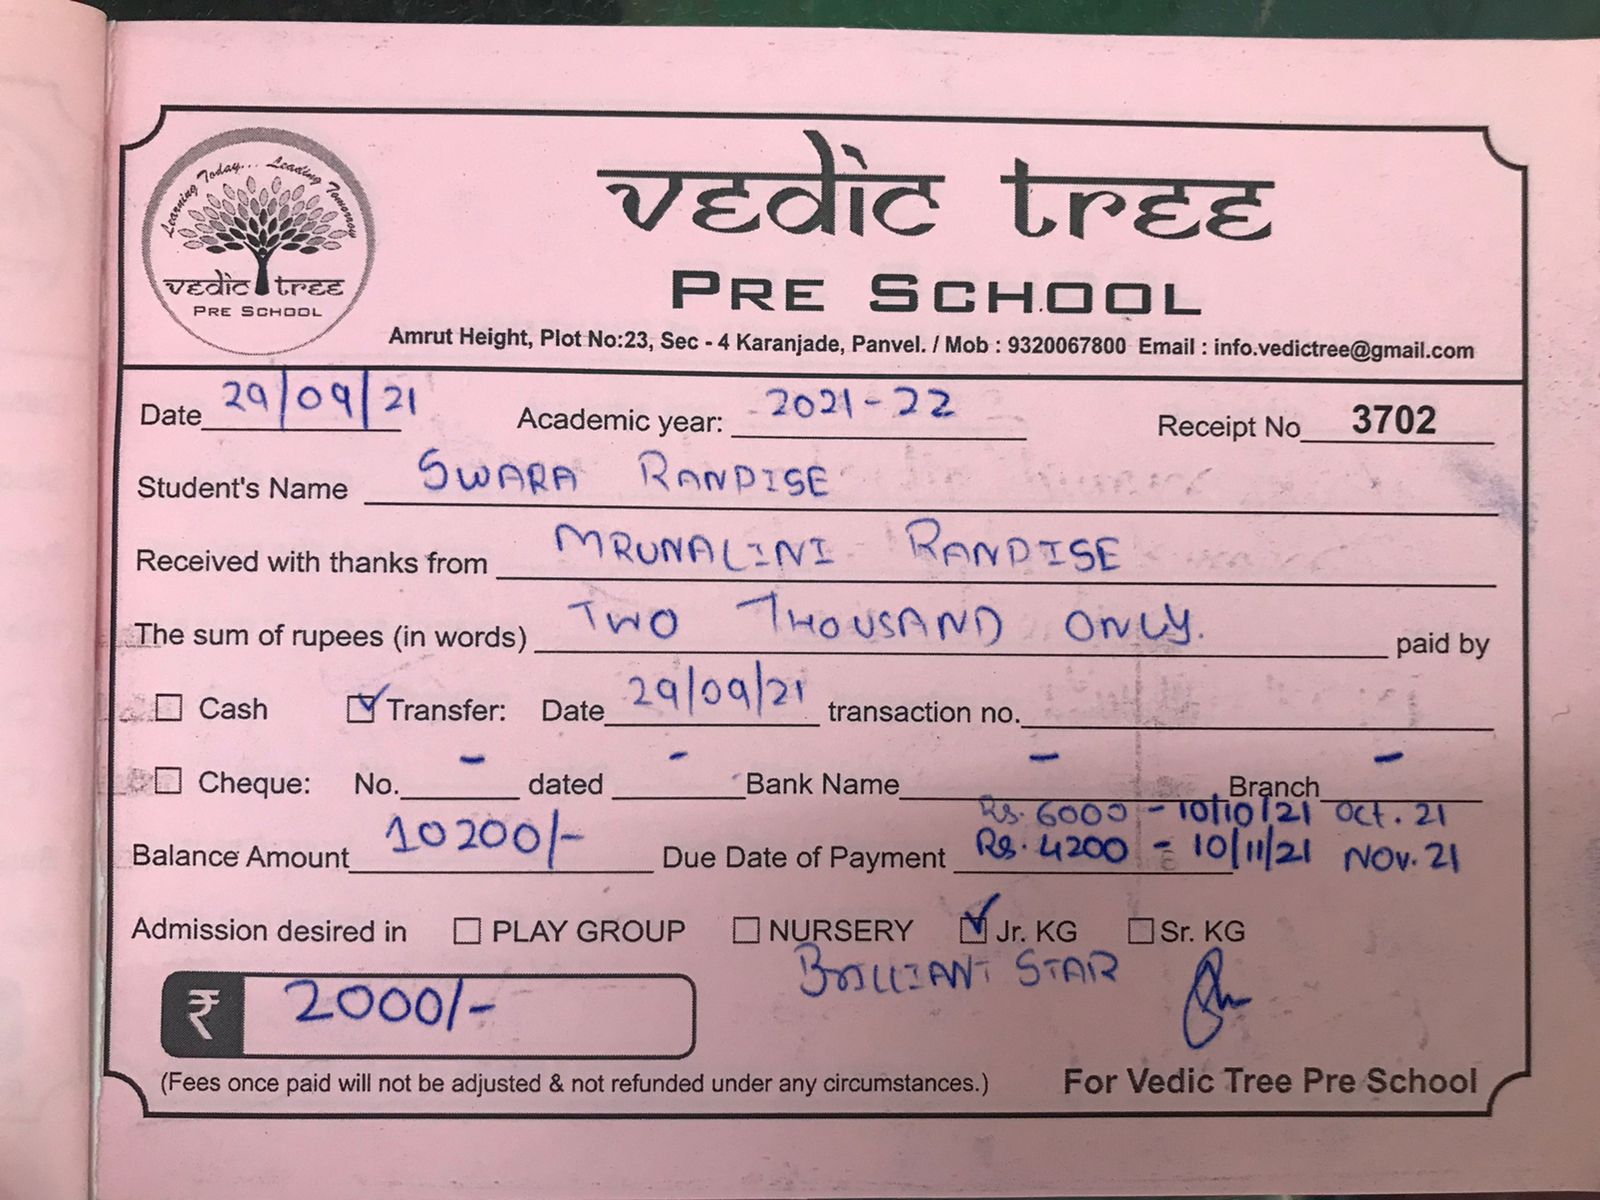 Learning Today... Leading Tomorrow
vedic tree
PRE SCHOOL
vedic tree
PRE SCHOOL
Amrut Height, Plot No:23, Sec - 4 Karanjade, Panvel. / Mob : 9320067800 Email : info.vedictree@gmail.com
Date 29/09/21 Academic year: 2021-22 Receipt No 3702
Student's Name SWARA RANDISE
Received with thanks from MRUNALINI RANDISE
The sum of rupees (in words) TWO THOUSAND ONLY. paid by
Cash Transfer: Date 29/09/21 transaction no.
Cheque: No. - dated - Bank Name - Branch -
Rs. 6000 - 10/10/21 Oct. 21
Balance Amount 10200/- Due Date of Payment Rs. 4200 - 10/11/21 NOV. 21
Admission desired in PLAY GROUP NURSERY Jr. KG Sr. KG
BRILLIANT STAR
₹ 2000/-
(Fees once paid will not be adjusted & not refunded under any circumstances.) For Vedic Tree Pre School